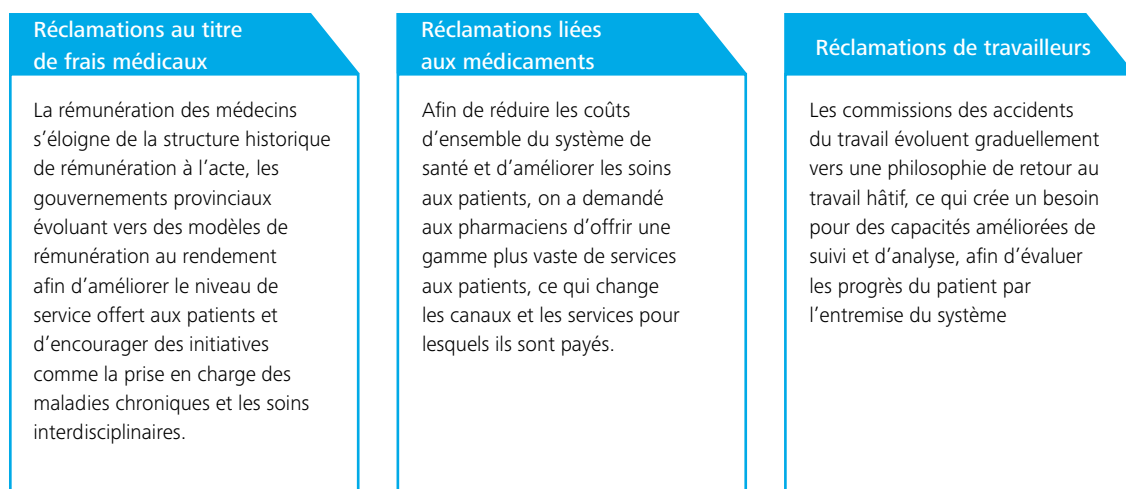 Réclamations au titre
de frais médicaux
La rémunération des médecins
s’éloigne de la structure historique
de rémunération à l’acte, les
gouvernements provinciaux
évoluant vers des modèles de
rémunération au rendement
afin d’améliorer le niveau de
service offert aux patients et
d’encourager des initiatives
comme la prise en charge des
maladies chroniques et les soins
interdisciplinaires.
Réclamations liées
aux médicaments
Afin de réduire les coûts
d’ensemble du système de
santé et d’améliorer les soins
aux patients, on a demandé
aux pharmaciens d’offrir une
gamme plus vaste de services
aux patients, ce qui change
les canaux et les services pour
lesquels ils sont payés.
Réclamations de travailleurs
Les commissions des accidents
du travail évoluent graduellement
vers une philosophie de retour au
travail hâtif, ce qui crée un besoin
pour des capacités améliorées de
suivi et d’analyse, afin d’évaluer
les progrès du patient par
l’entremise du système